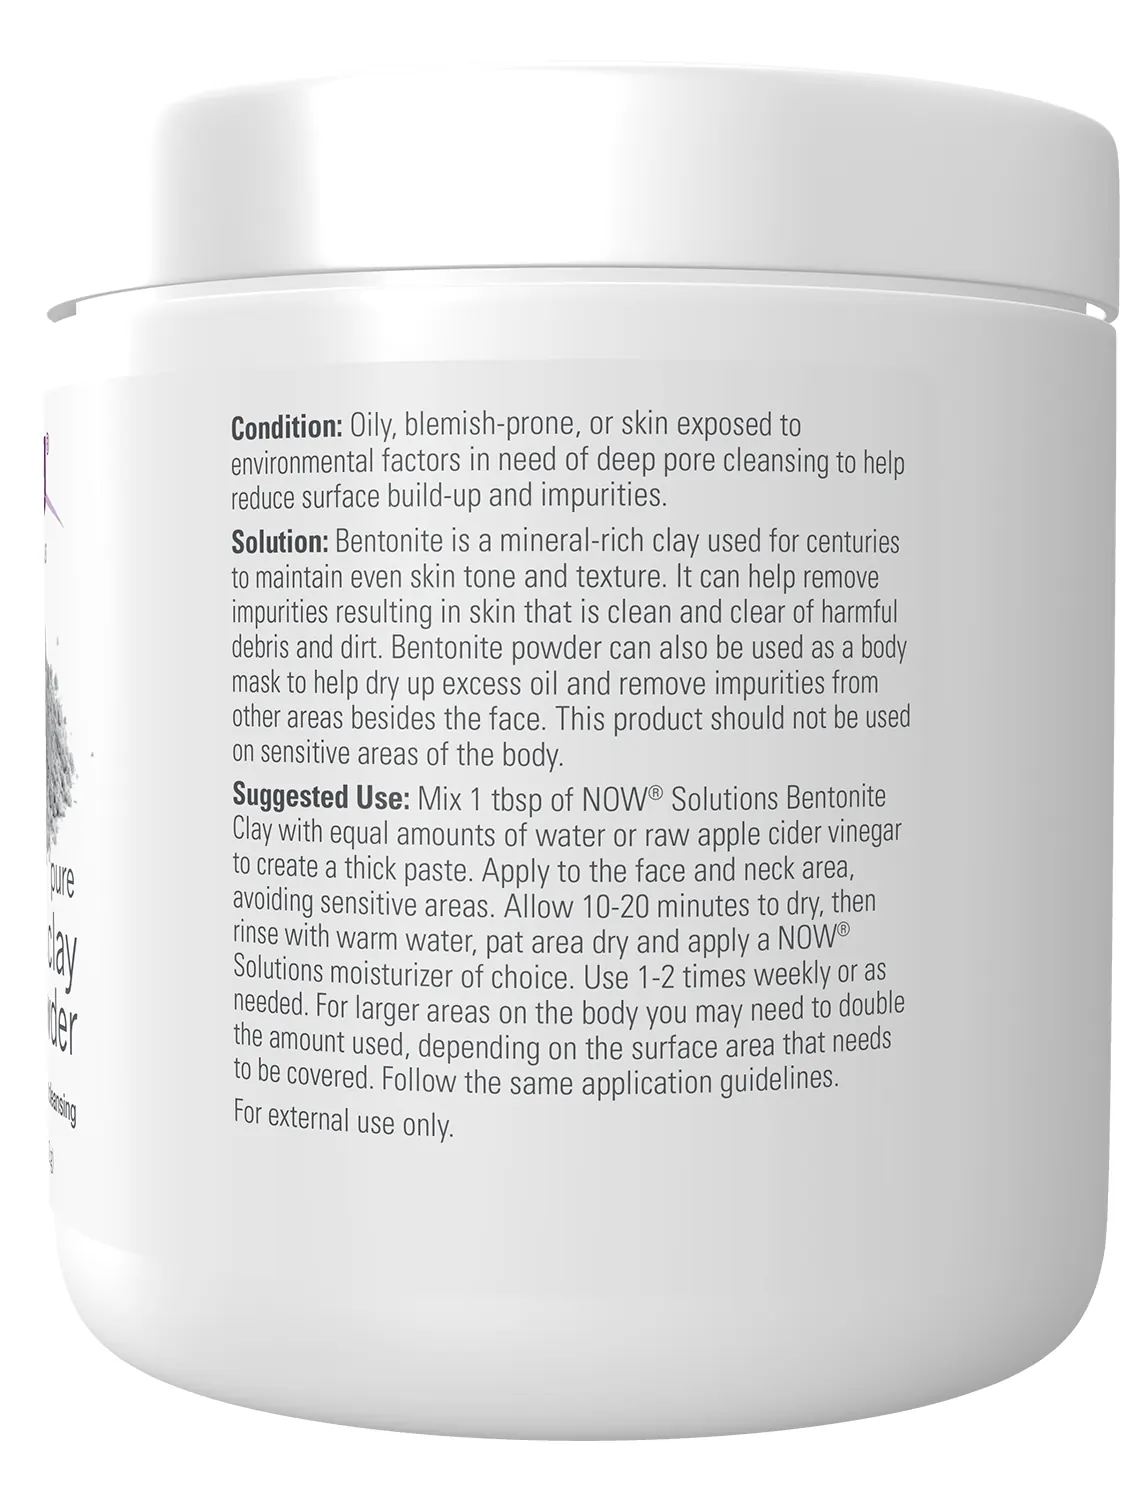 Condition: Oily, blemish-prone, or skin exposed to
environmental factors in need of deep pore cleansing to help
reduce surface build-up and impurities.
Solution: Bentonite is a mineral-rich clay used for centuries
to maintain even skin tone and texture. It can help remove
impurities resulting in skin that is clean and clear of harmful
debris and dirt. Bentonite powder can also be used as a body
mask to help dry up excess oil and remove impurities from
other areas besides the face. This product should not be used
on sensitive areas of the body.
Suggested Use: Mix 1 tbsp of NOW® Solutions Bentonite
Clay with equal amounts of water or raw apple cider vinegar
to create a thick paste. Apply to the face and neck area,
avoiding sensitive areas. Allow 10-20 minutes to dry, then
rinse with warm water, pat area dry and apply a NOW®
Solutions moisturizer of choice. Use 1-2 times weekly or as
needed. For larger areas on the body you may need to double
the amount used, depending on the surface area that needs
to be covered. Follow the same application guidelines.
For external use only.
pure
clay